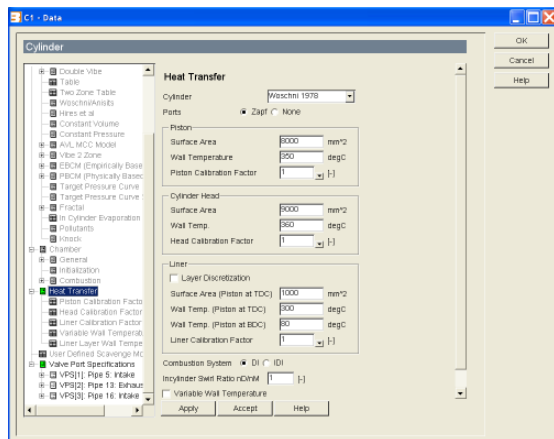 C1 - Data
OK
Cancel
Help
Cylinder
Double Vibe
Table
Two Zone Table
Woschni/Anisits
Hires et al
Constant Volume
Constant Pressure
AVL MCC Model
Vibe 2 Zone
EBCM (Empirically Base
PBCM (Physically Based
Target Pressure Curve
Target Pressure Curve
Fractal
In Cylinder Evaporation
Pollutants
Knock
Chamber
General
Initialization
Combustion
Heat Transfer
Piston Calibration Facto
Head Calibration Factor
Liner Calibration Factor
Variable Wall Temperatu
Liner Layer Wall Tempe
User Defined Scavenge Mo
Valve Port Specifications
VPS[1]: Pipe 5: Intake
VPS[2]: Pipe 13: Exhaus
VPS[3]: Pipe 16: Intake
Heat Transfer
Cylinder Woschni 1978
Ports Zapf None
Piston
Surface Area 8000 mm^2
Wall Temperature 350 degC
Piston Calibration Factor 1 [-]
Cylinder Head
Surface Area 9000 mm^2
Wall Temp. 360 degC
Head Calibration Factor 1 [-]
Liner
Layer Discretization
Surface Area (Piston at TDC) 1000 mm^2
Wall Temp. (Piston at TDC) 300 degC
Wall Temp. (Piston at BDC) 80 degC
Liner Calibration Factor 1 [-]
Combustion System DI IDI
Incylinder Swirl Ratio nD/nM 1 [-]
Variable Wall Temperature
Apply Accept Help